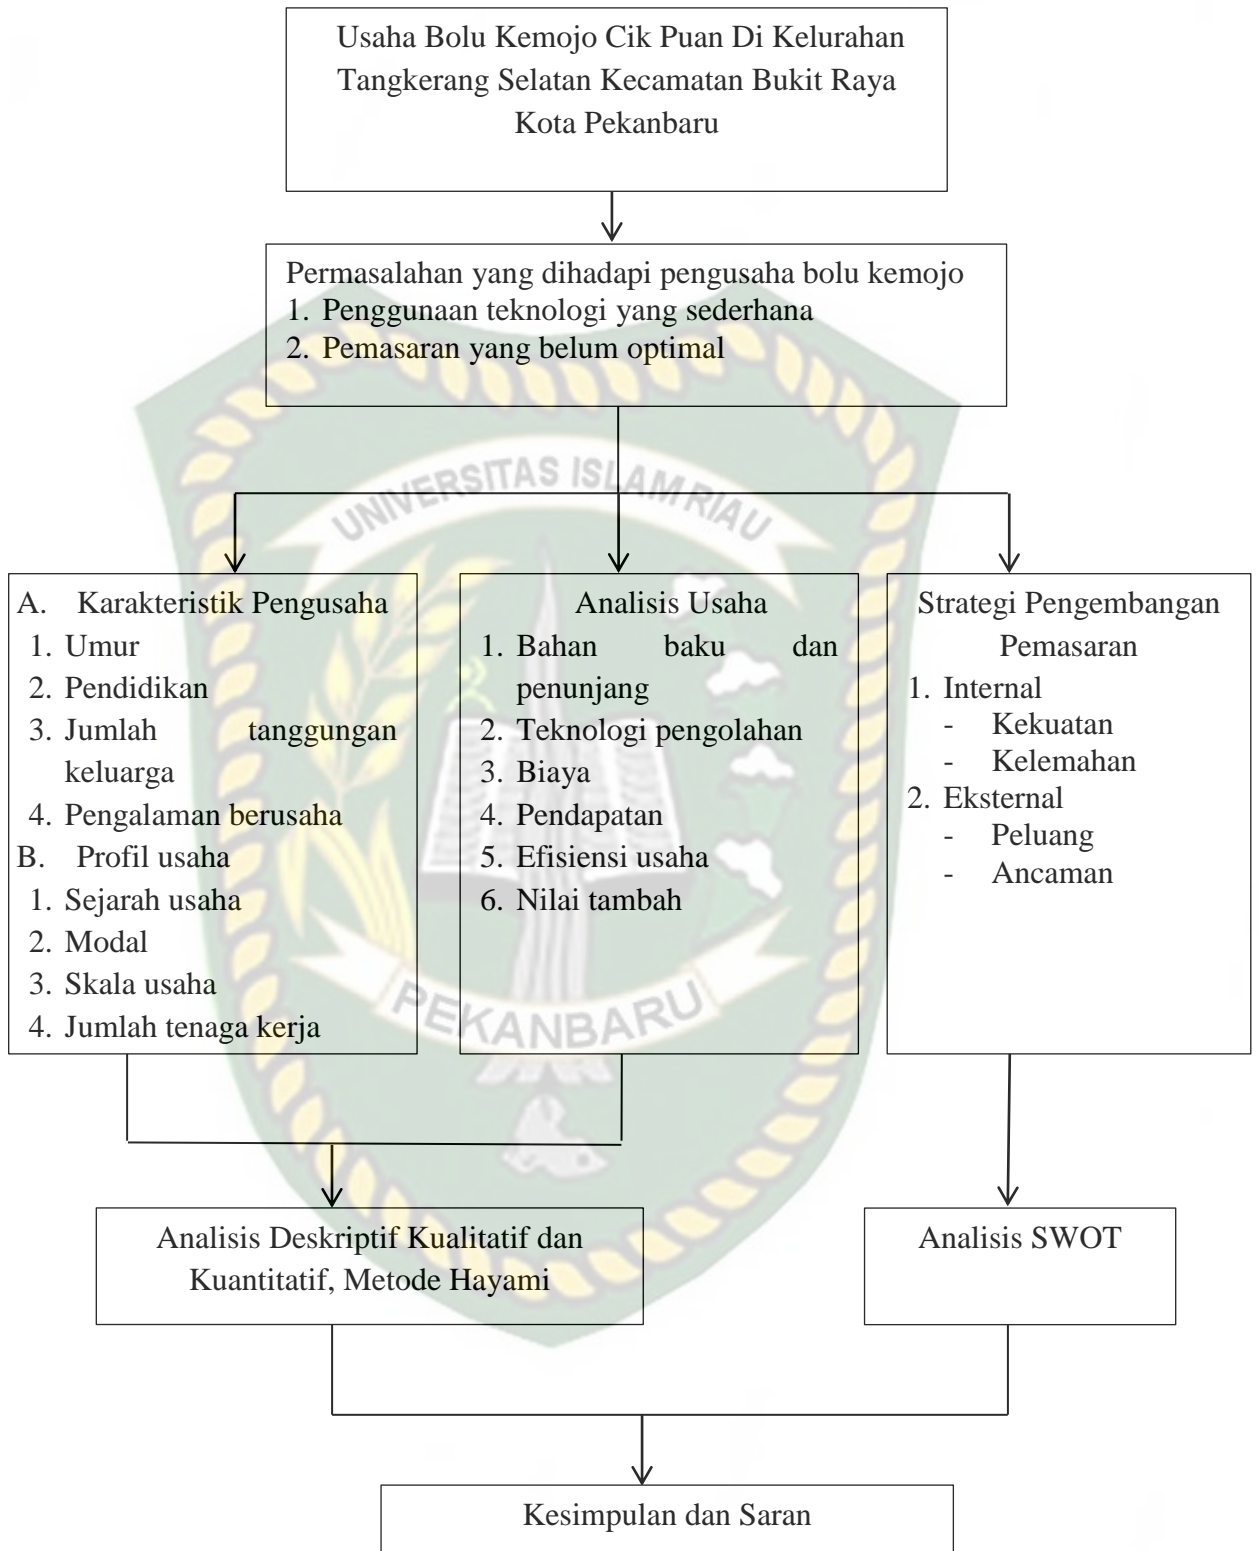 Usaha Bolu Kemojo Cik Puan Di Kelurahan
Tangkerang Selatan Kecamatan Bukit Raya
Kota Pekanbaru
Permasalahan yang dihadapi pengusaha bolu kemojo
1. Penggunaan teknologi yang sederhana
2. Pemasaran yang belum optimal
UNIVERSITAS ISLAM RIAU
A. Karakteristik Pengusaha
1. Umur
2. Pendidikan
3. Jumlah tanggungan
keluarga
4. Pengalaman berusaha
B. Profil usaha
1. Sejarah usaha
2. Modal
3. Skala usaha
4. Jumlah tenaga kerja
Analisis Usaha
1. Bahan baku dan
penunjang
2. Teknologi pengolahan
3. Biaya
4. Pendapatan
5. Efisiensi usaha
6. Nilai tambah
Strategi Pengembangan
Pemasaran
1. Internal
- Kekuatan
- Kelemahan
2. Eksternal
- Peluang
- Ancaman
PEKANBARU
Analisis Deskriptif Kualitatif dan
Kuantitatif, Metode Hayami
Analisis SWOT
Kesimpulan dan Saran